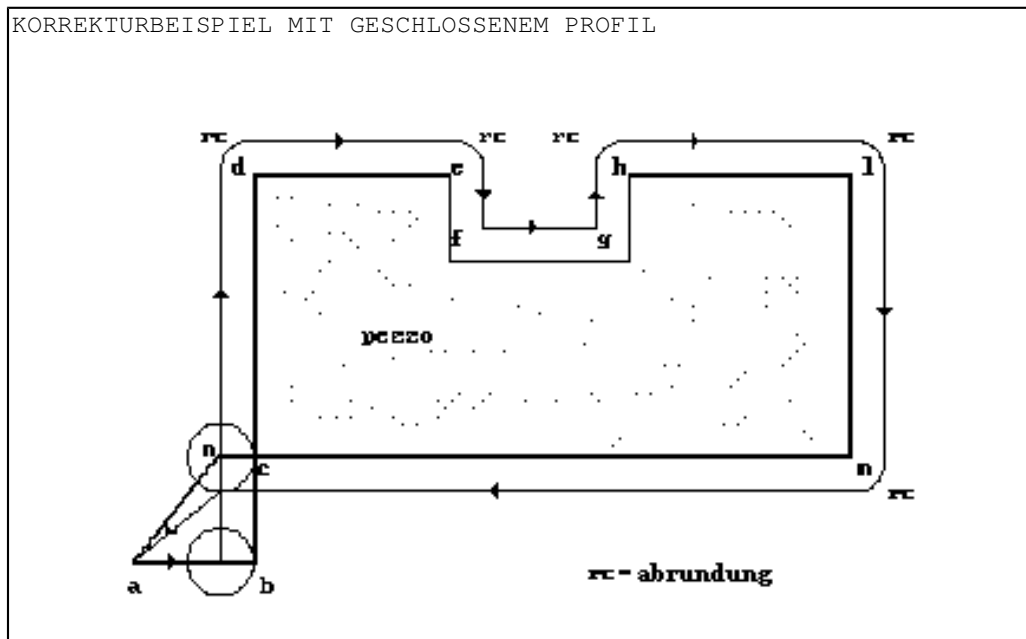 KORREKTURBEISPIEL MIT GESCHLOSSENEM PROFIL
rc rc rc rc
d e h l
f g
pezzo
n c n
rc
a b rc=abrundung